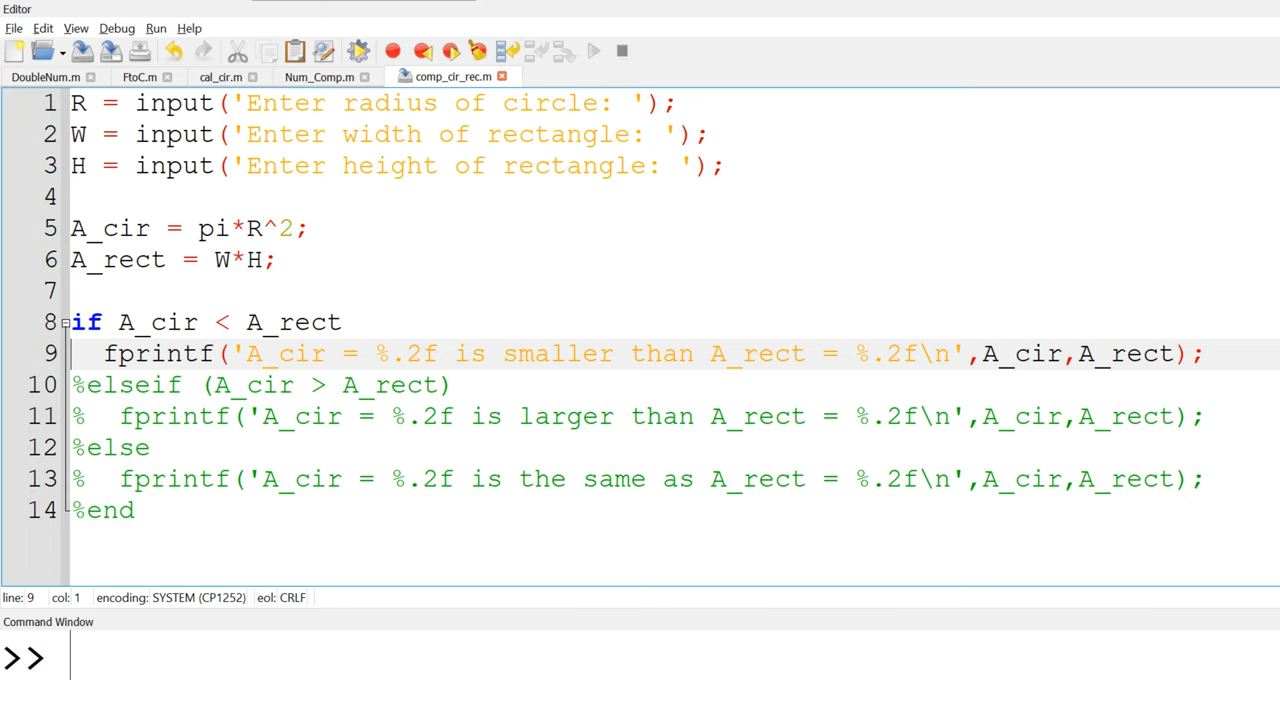 Editor
File Edit View Debug Run Help
DoubleNum.m FtoC.m cal_cir.m Num_Comp.m comp_cir_rec.m
1 R = input('Enter radius of circle: ');
2 W = input('Enter width of rectangle: ');
3 H = input('Enter height of rectangle: ');
4
5 A_cir = pi*R^2;
6 A_rect = W*H;
7
8 if A_cir < A_rect
9 fprintf('A_cir = %.2f is smaller than A_rect = %.2f\n',A_cir,A_rect);
10 %elseif (A_cir > A_rect)
11 % fprintf('A_cir = %.2f is larger than A_rect = %.2f\n',A_cir,A_rect);
12 %else
13 % fprintf('A_cir = %.2f is the same as A_rect = %.2f\n',A_cir,A_rect);
14 %end
line: 9 col: 1 encoding: SYSTEM (CP1252) eol: CRLF
Command Window
>>